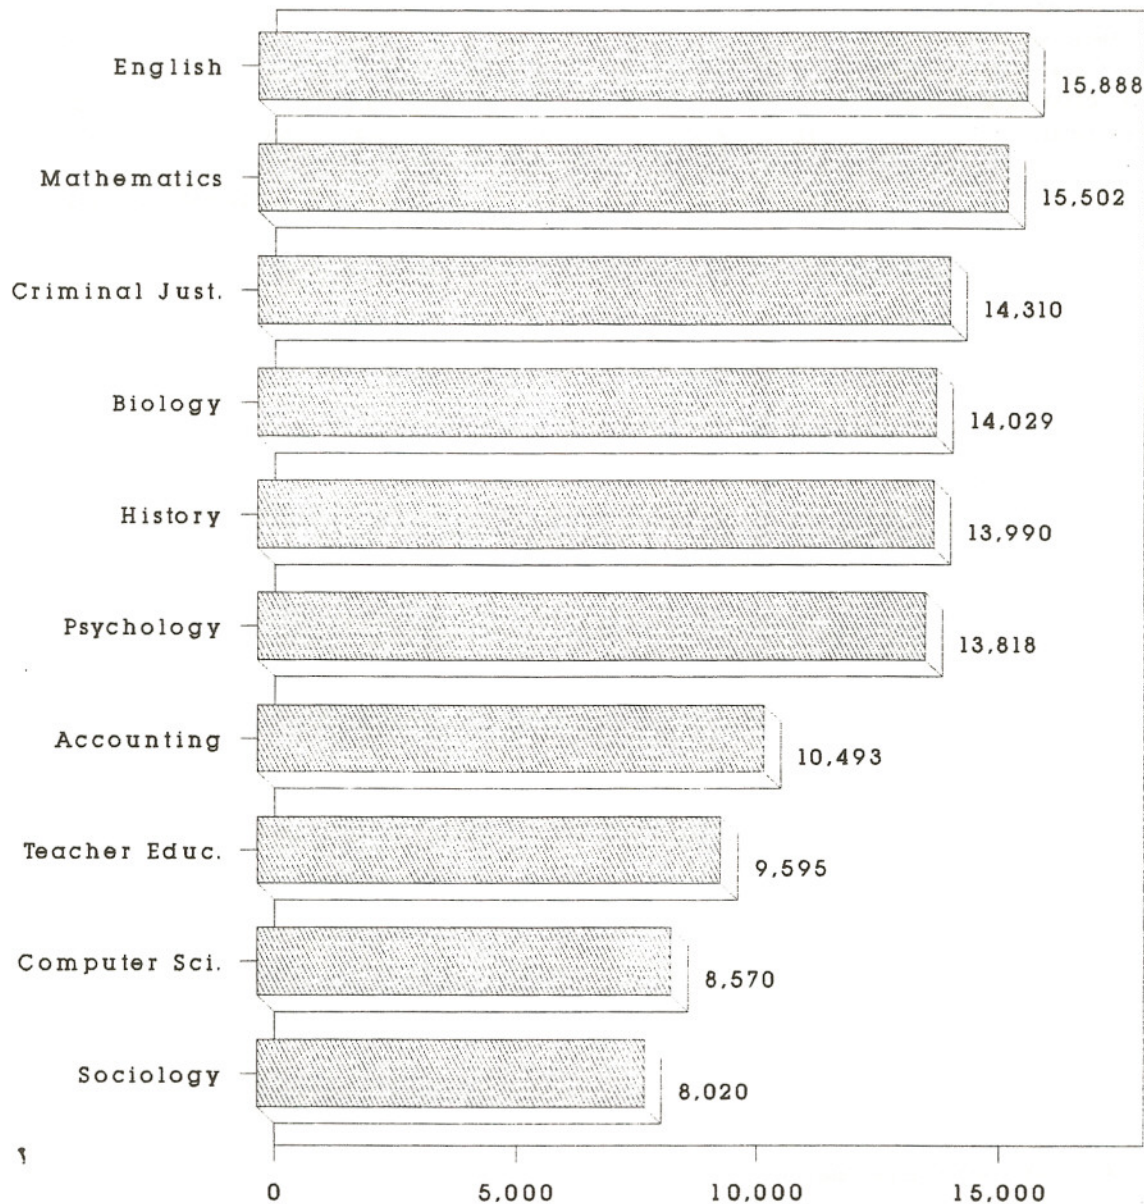 English 15,888
Mathematics 15,502
Criminal Just. 14,310
Biology 14,029
History 13,990
Psychology 13,818
Accounting 10,493
Teacher Educ. 9,595
Computer Sci. 8,570
Sociology 8,020
0 5,000 10,000 15,000